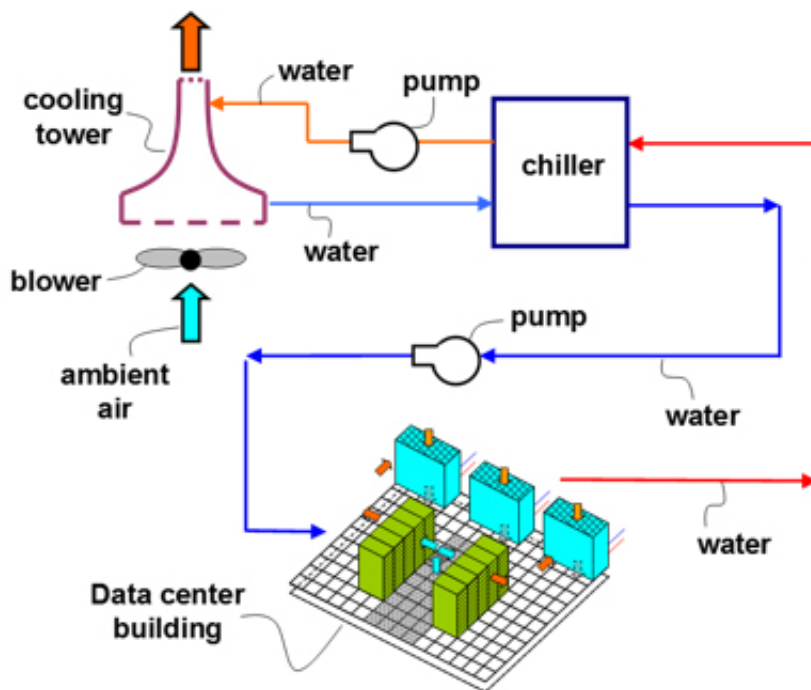 water
pump
cooling
tower
chiller
water
blower
pump
ambient
air
water
water
Data center
building